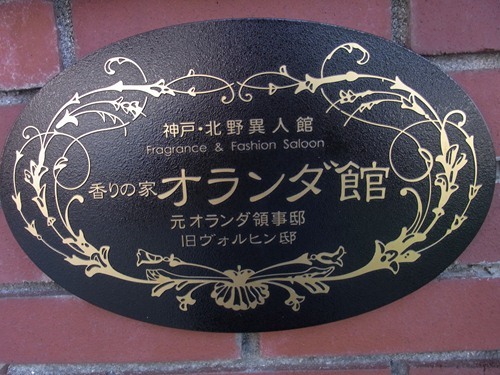 神戸・北野異人館
Fragrance & Fashion Saloon
香りの家オランダ館
元オランダ領事邸
旧ヴォルヒン邸